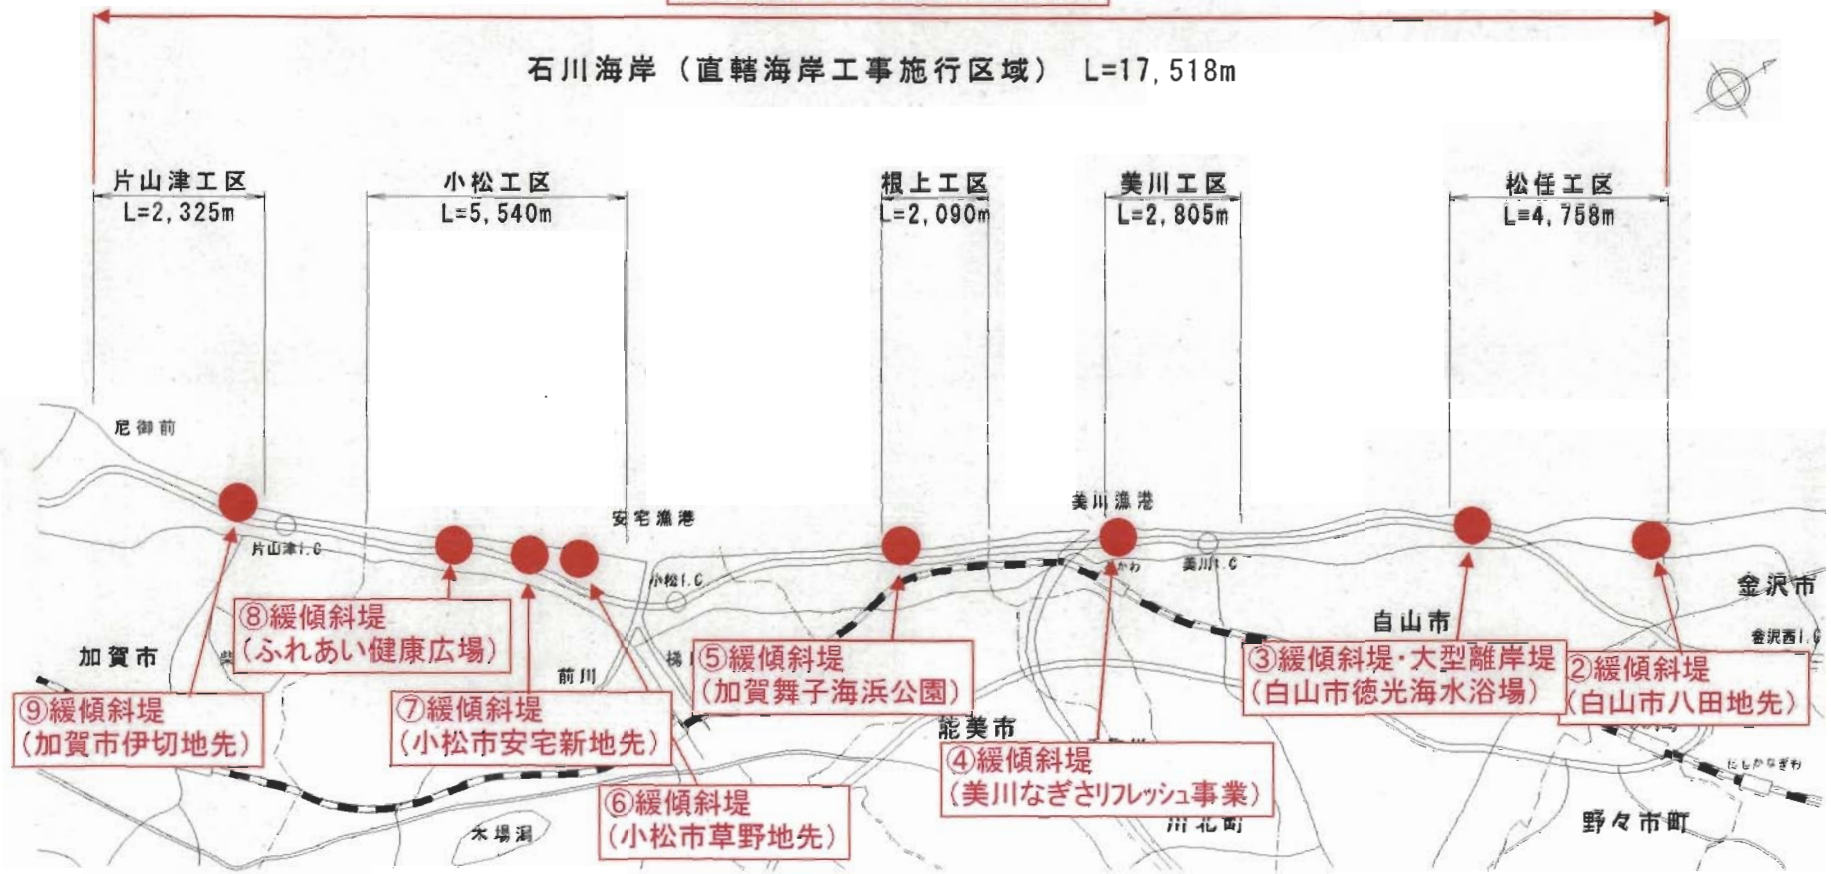 石川海岸（直轄海岸工事施行区域） L=17,518m
片山津工区
L=2,325m
小松工区
L=5,540m
根上工区
L=2,090m
美川工区
L=2,805m
松任工区
L=4,758m
尼御前
片山津I.C
安宅漁港
小松I.C
美川漁港
美川I.C
金沢市
金沢西I.C
白山市
加賀市
前川
能美市
川北町
野々市町
にしかなざわ
木場潟
②緩傾斜堤
(白山市八田地先)
③緩傾斜堤・大型離岸堤
(白山市徳光海水浴場)
④緩傾斜堤
(美川なぎさリフレッシュ事業)
⑤緩傾斜堤
(加賀舞子海浜公園)
⑥緩傾斜堤
(小松市草野地先)
⑦緩傾斜堤
(小松市安宅新地先)
⑧緩傾斜堤
(ふれあい健康広場)
⑨緩傾斜堤
(加賀市伊切地先)